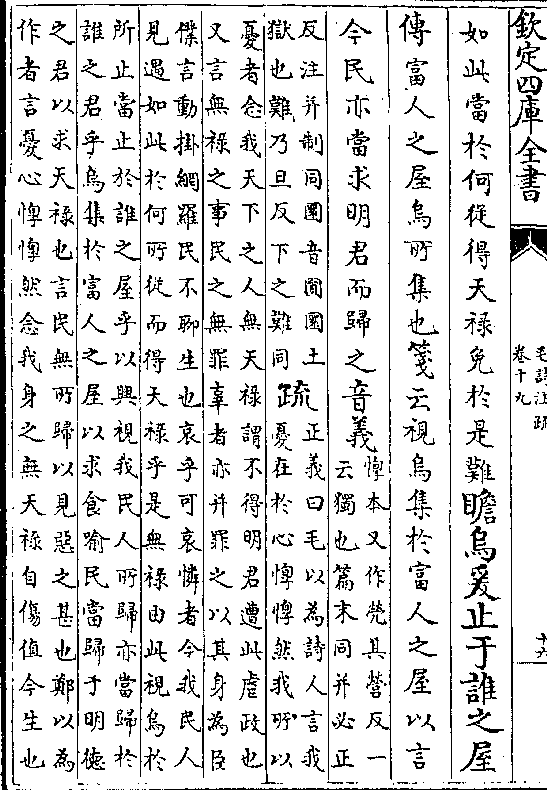 欽定四庫全書
毛詩注疏
卷十九
十六
如此當於何從得天祿免於是難瞻烏爰止于誰之屋
傳富人之屋烏所集也箋云視烏集於富人之屋以言
今民亦當求明君而歸之音義
惸本又作煢其營反一
云獨也篇末同并必正
反注并制同圜音圓圜土
獄也難乃旦反下之難同
疏
正義曰毛以為詩人言我
憂在於心惸惸然我所以
憂者念我天下之人無天祿謂不得明君遭此虐政也
又言無祿之事民之無罪辜者亦并罪之以其身為臣
僕言動掛網羅民不聊生也哀乎可哀憐者今我民人
見遇如此於何所從而得天祿乎是無祿由此視烏於
所止當止於誰之屋乎以興視我民人所歸亦當歸於
誰之君乎烏集於富人之屋以求食喻民當歸于明德
之君以求天祿也言民無所歸以見惡之甚也鄭以為
作者言憂心惸惸然念我身之無天祿自傷值今生也